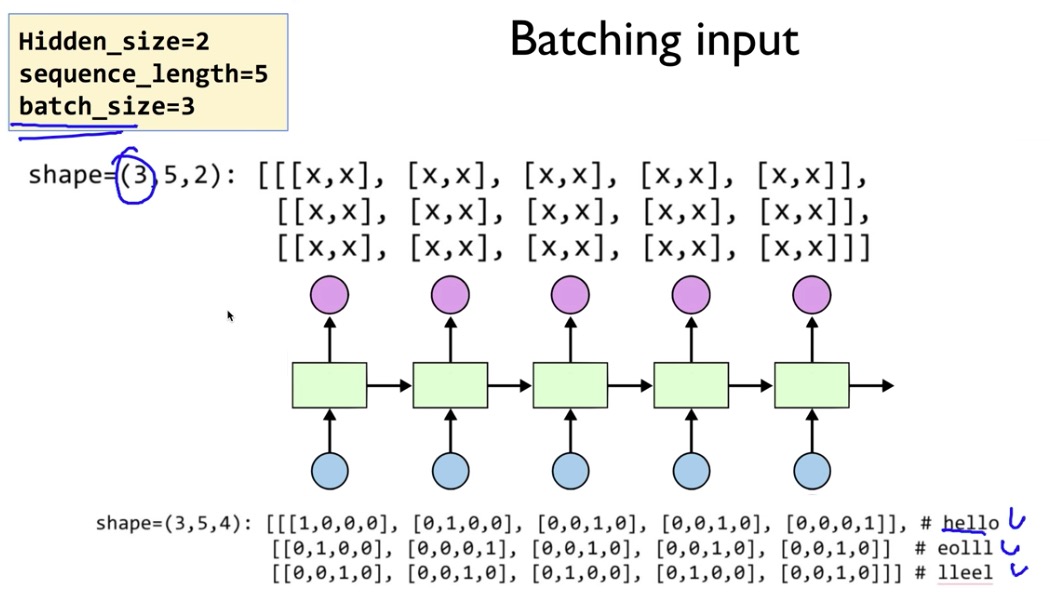 Batching input
Hidden_size=2
sequence_length=5
batch_size=3
shape=(3,5,2): [[[x,x], [x,x], [x,x], [x,x], [x,x]],
[[x,x], [x,x], [x,x], [x,x], [x,x]],
[[x,x], [x,x], [x,x], [x,x], [x,x]]]
shape=(3,5,4): [[[1,0,0,0], [0,1,0,0], [0,0,1,0], [0,0,1,0], [0,0,0,1]], # hello
[[0,1,0,0], [0,0,0,1], [0,0,1,0], [0,0,1,0], [0,0,1,0]] # eolll
[[0,0,1,0], [0,0,1,0], [0,1,0,0], [0,1,0,0], [0,0,1,0]]] # lleel